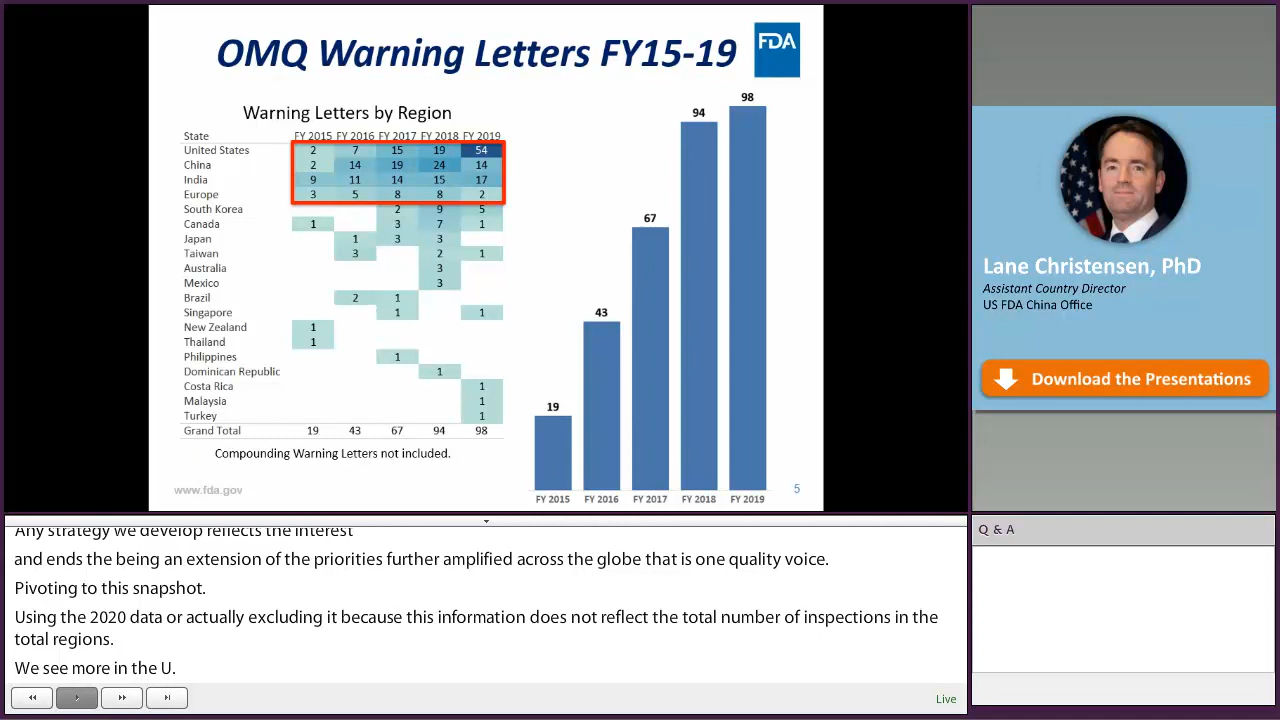 OMQ Warning Letters FY15-19
FDA
Warning Letters by Region
State FY 2015 FY 2016 FY 2017 FY 2018 FY 2019
United States 2 7 15 19 54
China 2 14 19 24 14
India 9 11 14 15 17
Europe 3 5 8 8 2
South Korea 2 9 5
Canada 1 3 7 1
Japan 1 3 3
Taiwan 3 2 1
Australia 3
Mexico 3
Brazil 2 1
Singapore 1 1
New Zealand 1
Thailand 1
Philippines 1
Dominican Republic 1
Costa Rica 1
Malaysia 1
Turkey 1
Grand Total 19 43 67 94 98
Compounding Warning Letters not included.
www.fda.gov
19
43
67
94
98
FY 2015 FY 2016 FY 2017 FY 2018 FY 2019
5
Lane Christensen, PhD
Assistant Country Director
US FDA China Office
Download the Presentations
Any strategy we develop reflects the interest
and ends the being an extension of the priorities further amplified across the globe that is one quality voice.
Pivoting to this snapshot.
Using the 2020 data or actually excluding it because this information does not reflect the total number of inspections in the
total regions.
We see more in the U.
Live
Q & A